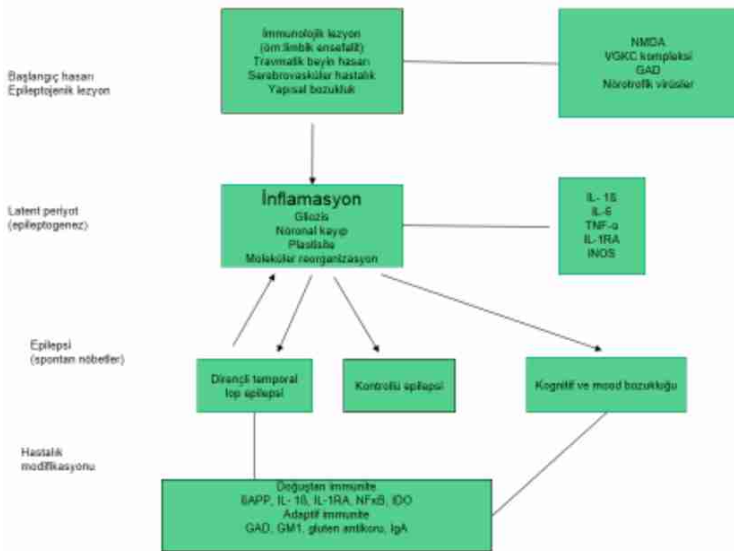 İmmunolojik lezyon
(örn:limbik ensefalit)
Travmatik beyin hasarı
Serebrovasküler hastalık
Yapısal bozukluk
NMDA
VGKC kompleksi
GAD
Nörotrofik virüsler
Başlangıç hasarı
Epileptojenik lezyon
Latent periyot
(epileptogenez)
İnflamasyon
Gliozis
Nöronal kayıp
Plastisite
Moleküler reorganizasyon
IL- 1ß
IL-6
TNF-α
IL-1RA
INOS
Epilepsi
(spontan nöbetler)
Dirençli temporal
lop epilepsi
Kontrollü epilepsi
Kognitif ve mood bozukluğu
Hastalık
modifikasyonu
Doğuştan immunite
ßAPP, IL- 1ß, IL-1RA, NFκB, IDO
Adaptif immunite
GAD, GM1, gluten antikoru, IgA